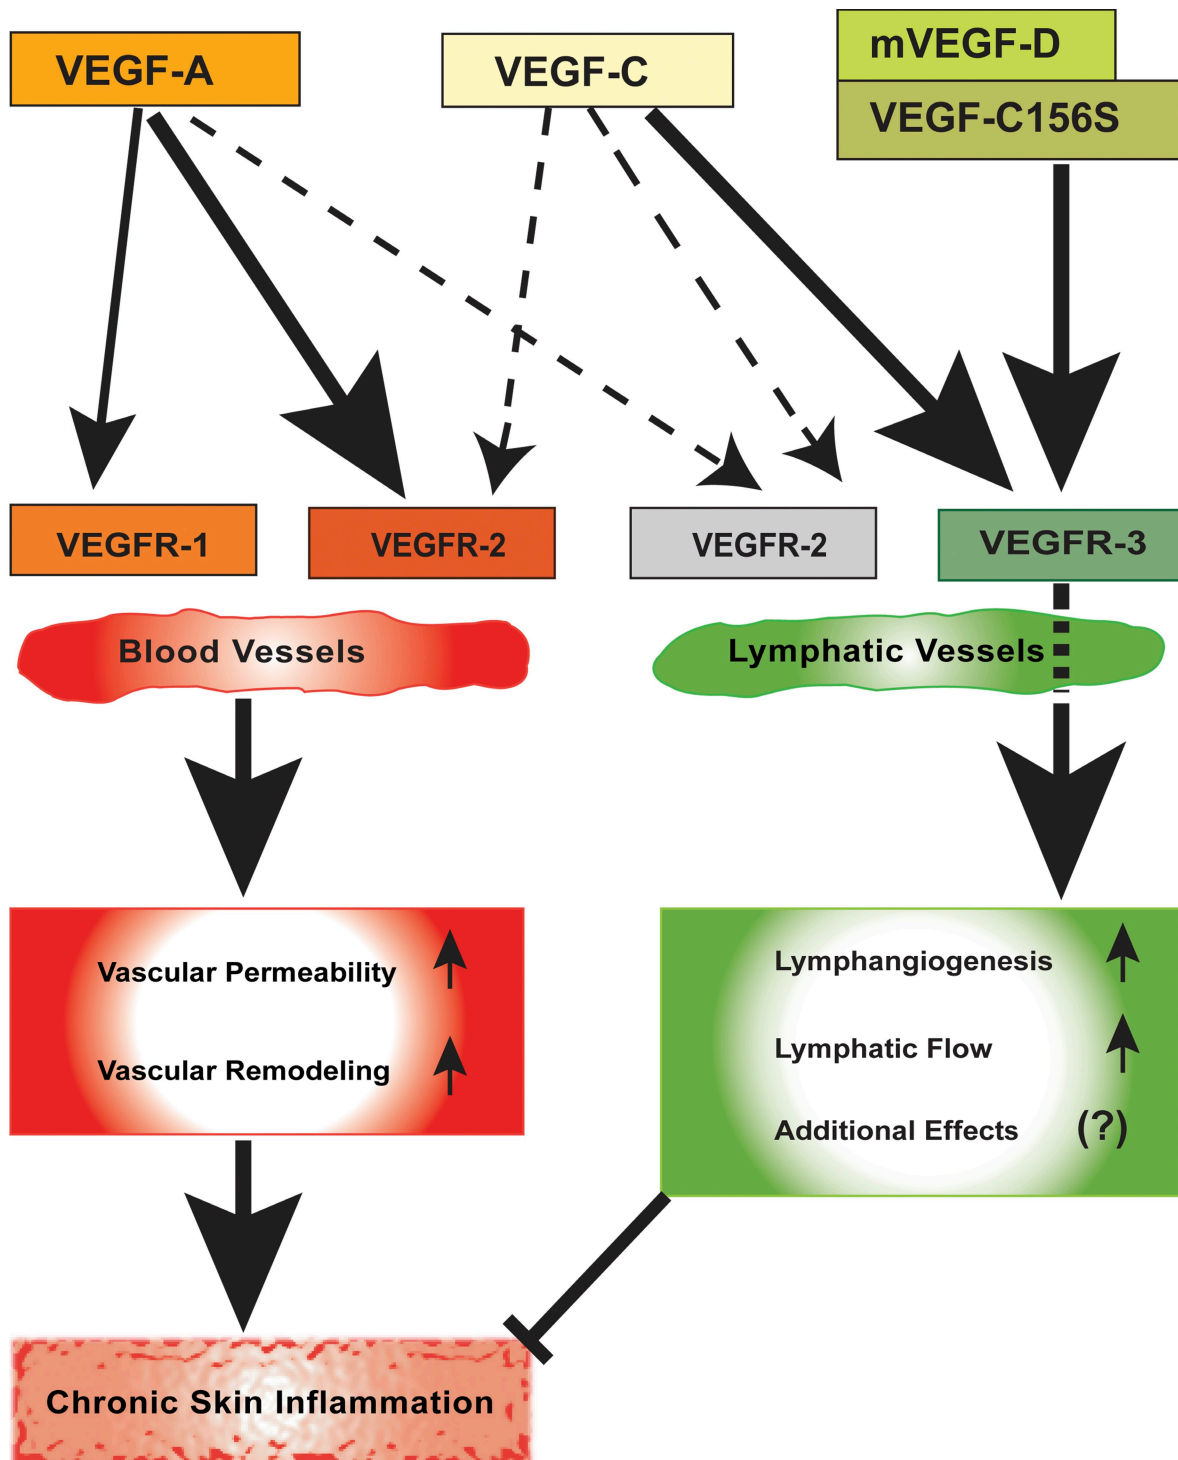 VEGF-A
VEGF-C
mVEGF-D
VEGF-C156S
VEGFR-1
VEGFR-2
VEGFR-2
VEGFR-3
Blood Vessels
Lymphatic Vessels
Vascular Permeability
Vascular Remodeling
Lymphangiogenesis
Lymphatic Flow
Additional Effects (?)
Chronic Skin Inflammation